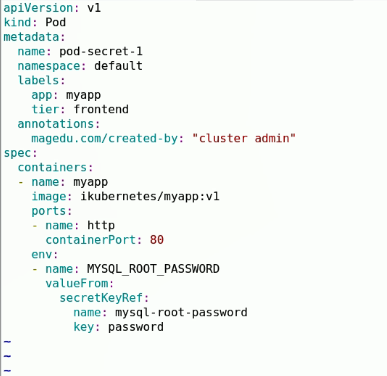 apiVersion: v1
kind: Pod
metadata:
  name: pod-secret-1
  namespace: default
  labels:
    app: myapp
    tier: frontend
  annotations:
    magedu.com/created-by: "cluster admin"
spec:
  containers:
  - name: myapp
    image: ikubernetes/myapp:v1
    ports:
    - name: http
      containerPort: 80
    env:
    - name: MYSQL_ROOT_PASSWORD
      valueFrom:
        secretKeyRef:
          name: mysql-root-password
          key: password
~
~
~